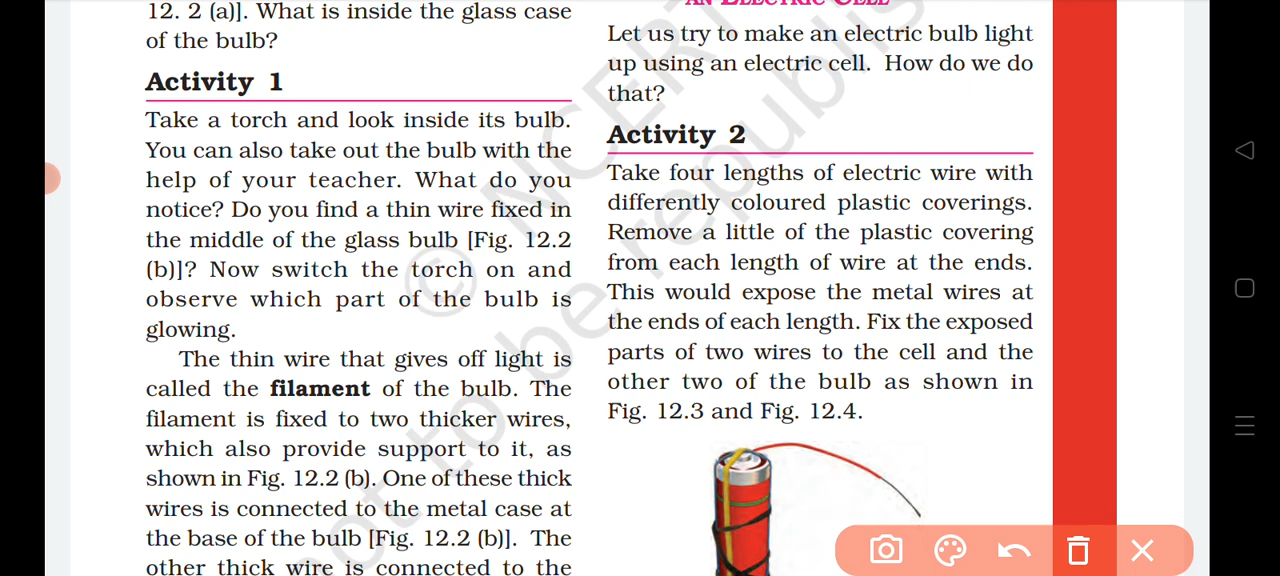 12. 2 (a)]. What is inside the glass case
of the bulb?
Activity 1
Take a torch and look inside its bulb.
You can also take out the bulb with the
help of your teacher. What do you
notice? Do you find a thin wire fixed in
the middle of the glass bulb [Fig. 12.2
(b)]? Now switch the torch on and
observe which part of the bulb is
glowing.
The thin wire that gives off light is
called the filament of the bulb. The
filament is fixed to two thicker wires,
which also provide support to it, as
shown in Fig. 12.2 (b). One of these thick
wires is connected to the metal case at
the base of the bulb [Fig. 12.2 (b)]. The
other thick wire is connected to the
AN ELECTRIC CELL
Let us try to make an electric bulb light
up using an electric cell. How do we do
that?
Activity 2
Take four lengths of electric wire with
differently coloured plastic coverings.
Remove a little of the plastic covering
from each length of wire at the ends.
This would expose the metal wires at
the ends of each length. Fix the exposed
parts of two wires to the cell and the
other two of the bulb as shown in
Fig. 12.3 and Fig. 12.4.
© NCERT
not to be republish